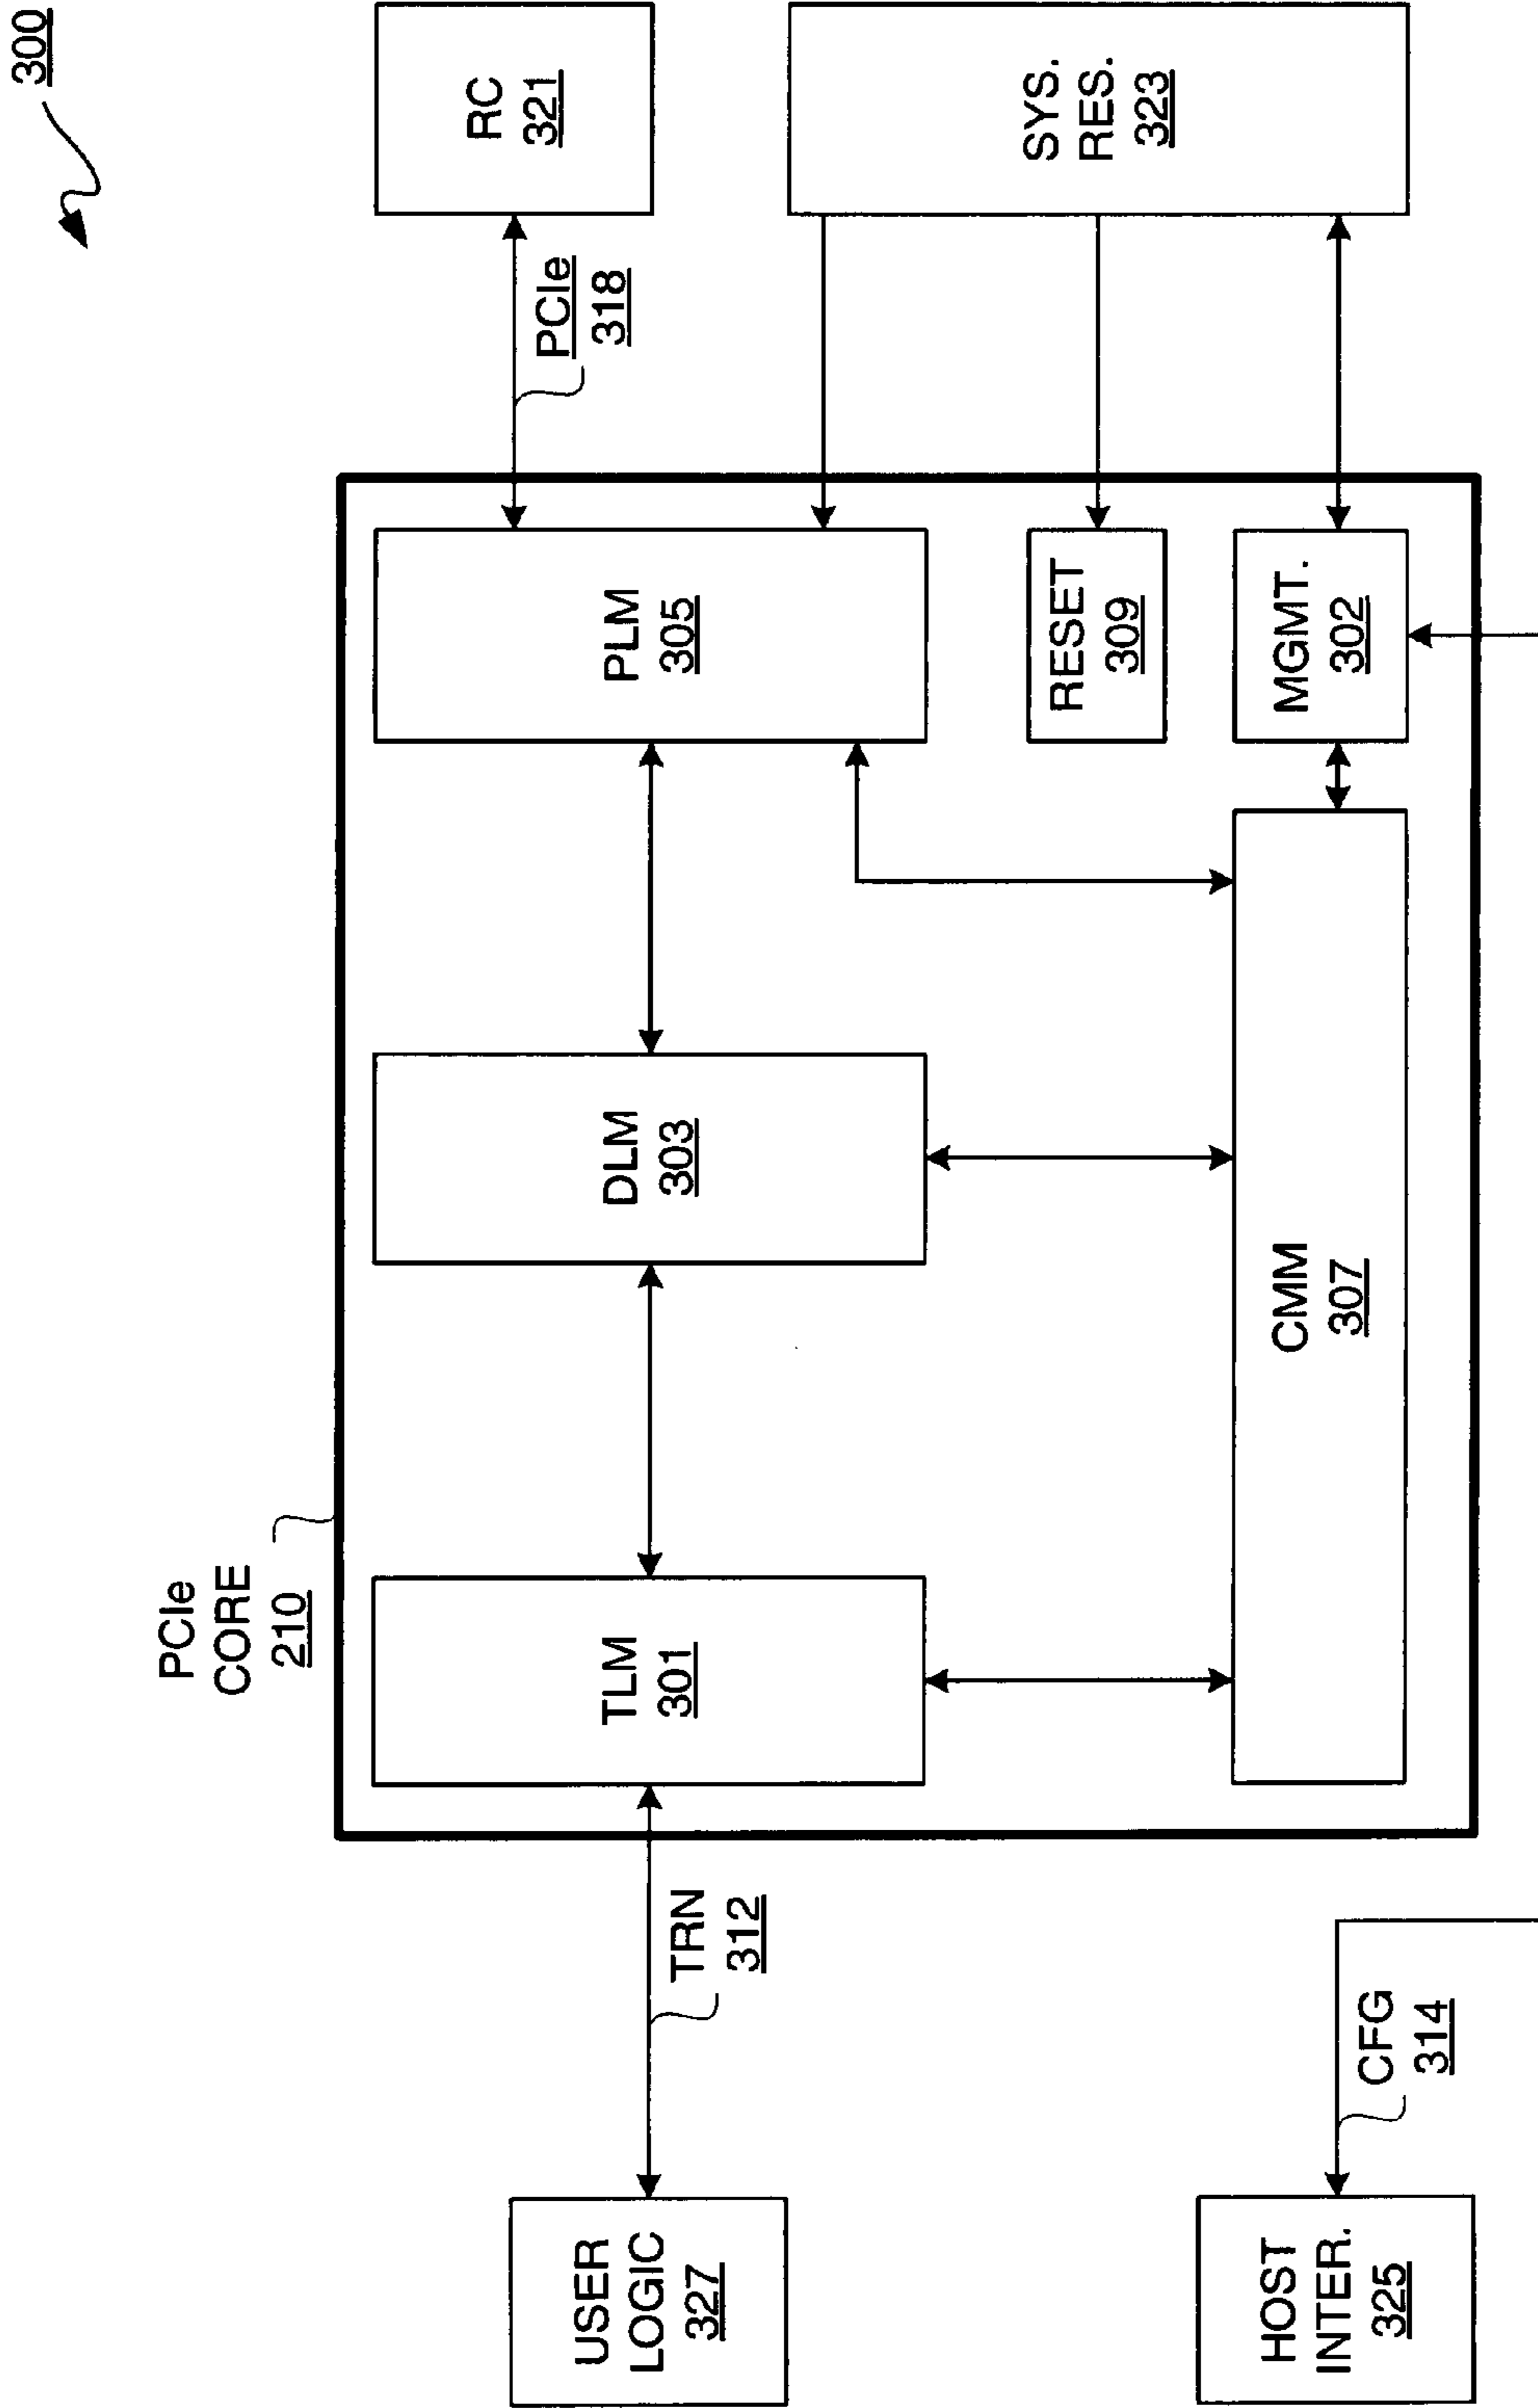 300
PCIe
CORE
210
USER
LOGIC
327
TRN
312
TLM
301
DLM
303
PLM
305
PCIe
318
RC
321
RESET
309
SYS.
RES.
323
HOST
INTER.
325
CFG
314
CMM
307
MGMT.
302